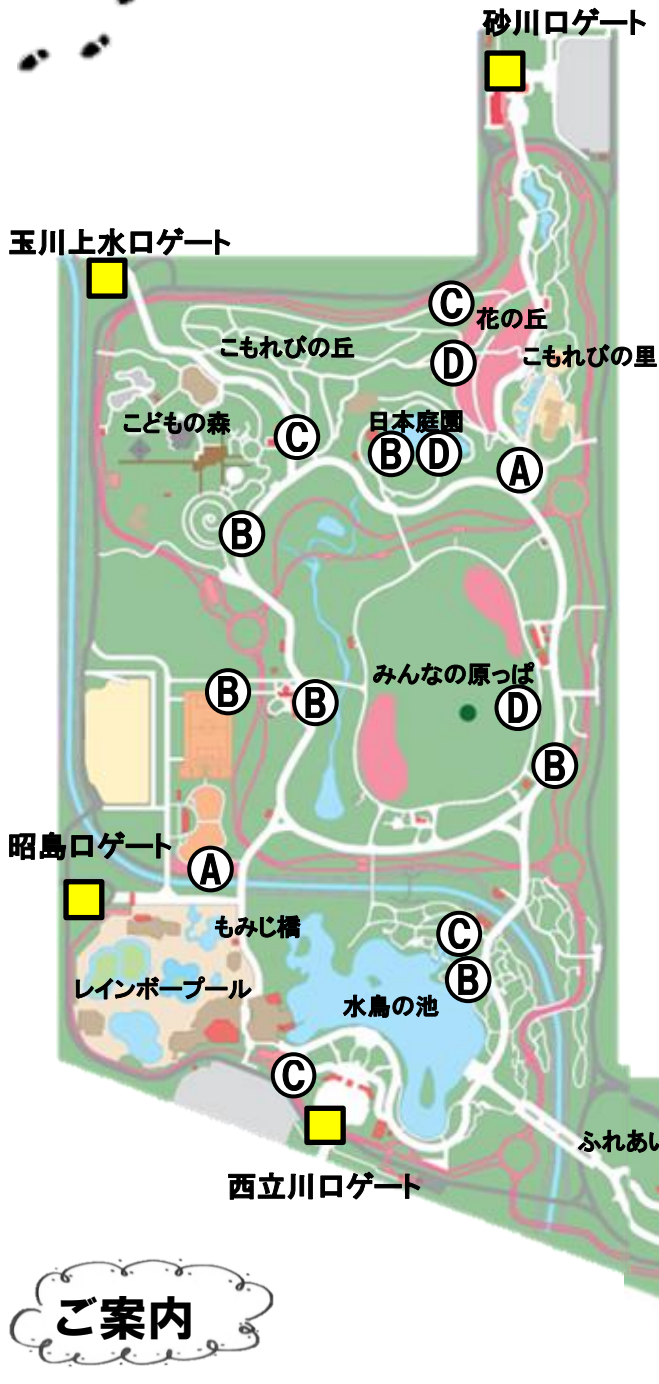 砂川口ゲート
玉川上水口ゲート
Ⓒ
花の丘
こもれびの丘
Ⓓ
こもれびの里
こどもの森
Ⓒ
日本庭園
Ⓑ
Ⓓ
Ⓐ
Ⓑ
みんなの原っぱ
Ⓑ
Ⓑ
Ⓓ
Ⓑ
昭島口ゲート
Ⓐ
もみじ橋
Ⓒ
レインボープール
Ⓑ
水鳥の池
Ⓒ
ふれあい
西立川口ゲート
ご案内